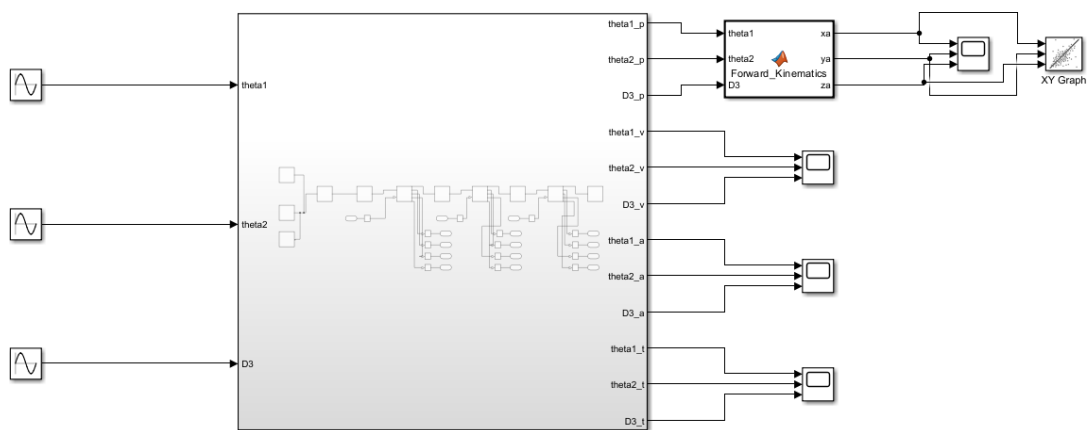 theta1
theta2
D3
theta1_p
theta2_p
D3_p
theta1_v
theta2_v
D3_v
theta1_a
theta2_a
D3_a
theta1_t
theta2_t
D3_t
theta1
theta2
D3
Forward_Kinematics
xa
ya
za
XY Graph